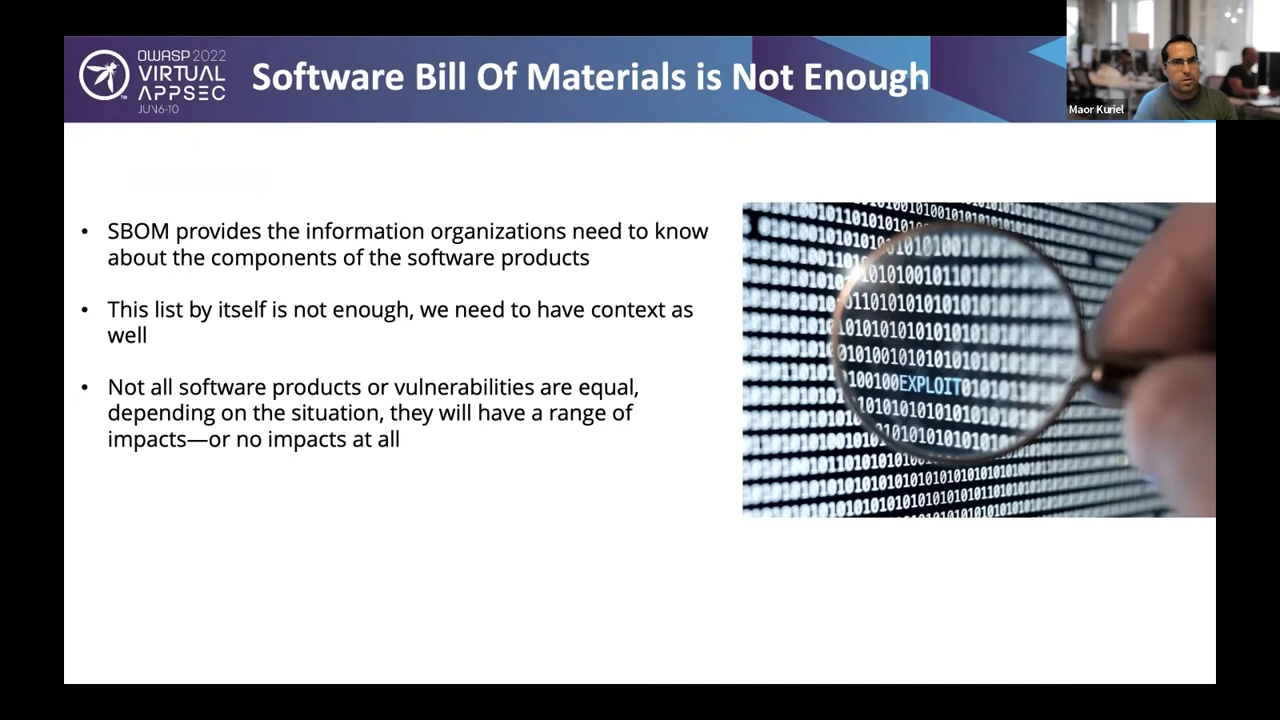 OWASP 2022
VIRTUAL
APPSEC
JUN 6-10
Software Bill Of Materials is Not Enough
Maor Kuriel
• SBOM provides the information organizations need to know
about the components of the software products
• This list by itself is not enough, we need to have context as
well
• Not all software products or vulnerabilities are equal,
depending on the situation, they will have a range of
impacts—or no impacts at all
EXPLOIT